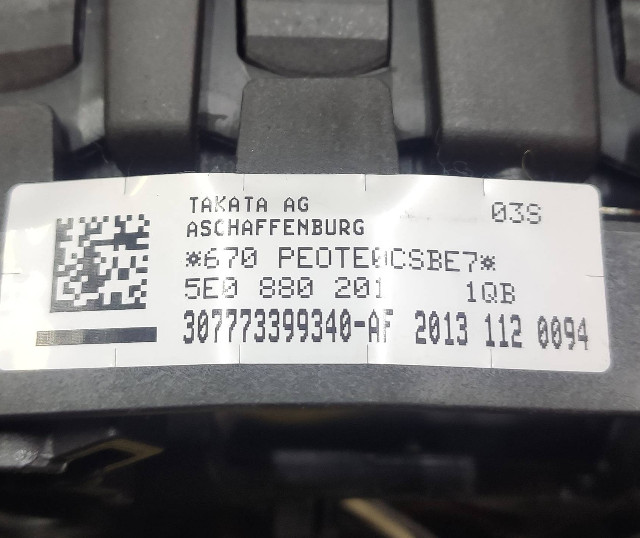 TAKATA AG
03S
ASCHAFFENBURG
*670 PEOTE0CSBE7*
5E0 880 201 1QB
307773399340-AF 2013 112 0094